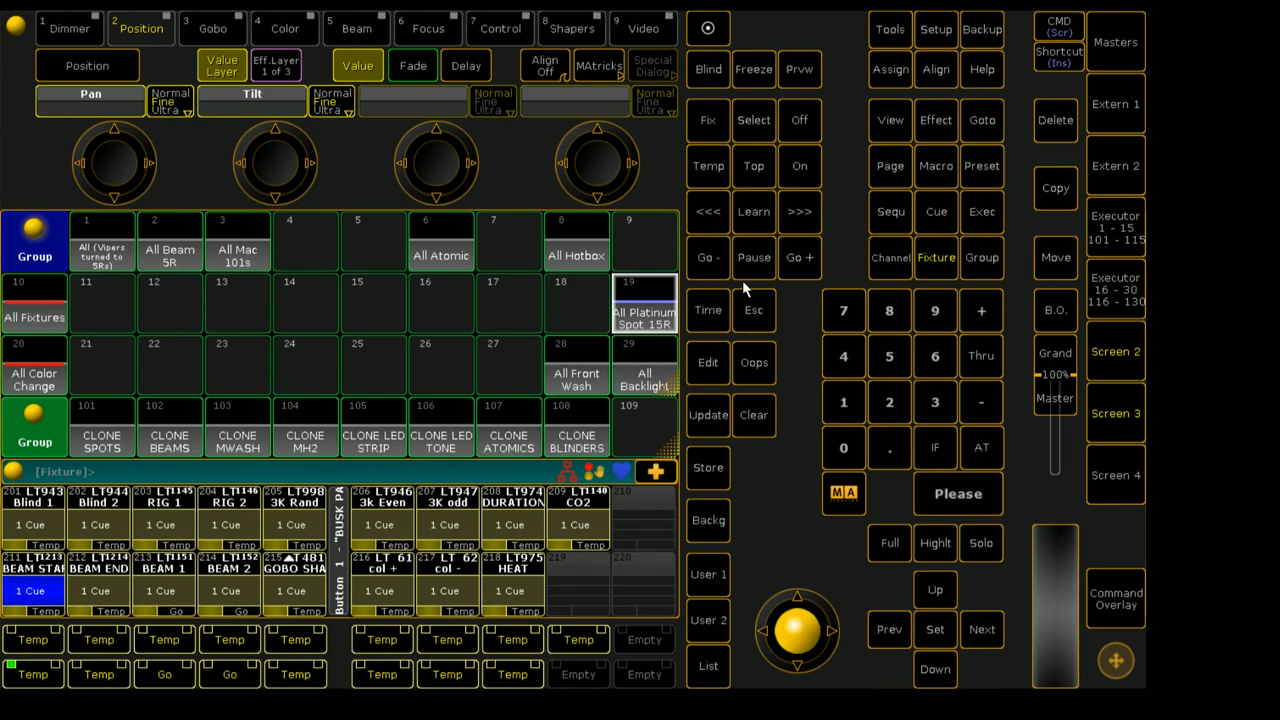 1 Dimmer 2 Position 3 Gobo 4 Color 5 Beam 6 Focus 7 Control 8 Shapers 9 Video
Position Value Layer Eff.Layer 1 of 3 Value Fade Delay Align Off MAtricks Special Dialog
Pan Normal Fine Ultra Tilt Normal Fine Ultra Normal Fine Ultra Normal Fine Ultra
Group 1 All (Vipers turned to 5Rs) 2 All Beam 5R 3 All Mac 101s 4 5 6 All Atomic 7 8 All Hotbox 9
10 All Fixtures 11 12 13 14 15 16 17 18 19 All Platinum Spot 15R
20 All Color Change 21 22 23 24 25 26 27 28 All Front Wash 29 All Backlight
Group 101 CLONE SPOTS 102 CLONE BEAMS 103 CLONE MWASH 104 CLONE MH2 105 CLONE LED STRIP 106 CLONE LED TONE 107 CLONE ATOMICS 108 CLONE BLINDERS 109
[Fixture]>
201 LT943 202 LT944 203 LT1145 204 LT1146 205 LT998 206 LT946 207 LT947 208 LT974 209 LT1140 210
Blind 1 Blind 2 RIG 1 RIG 2 3K Rand 3k Even 3K odd DURATION CO2
1 Cue 1 Cue 1 Cue 1 Cue 1 Cue 1 Cue 1 Cue 1 Cue 1 Cue
Temp Temp Temp Temp Temp Temp Temp Temp Temp
Button 1 - "BUSK PA
211 LT1213 212 LT1214 213 LT1151 214 LT1152 215 T481 216 LT 61 217 LT 62 218 LT975 219 220
BEAM STAR BEAM END BEAM 1 BEAM 2 GOBO SHA col + col - HEAT
1 Cue 1 Cue 1 Cue 1 Cue 1 Cue 1 Cue 1 Cue 1 Cue
Temp Temp Go Go Temp Temp Temp Temp
Temp Temp Temp Temp Temp Temp Temp Temp Temp Empty
Temp Temp Go Go Temp Temp Temp Temp Empty Empty
Blind Freeze Prvw
Fix Select Off
Temp Top On
<<< Learn >>>
Go - Pause Go +
Time Esc
Edit Oops
Update Clear
Store
Backg
User 1
User 2
List
Tools Setup Backup
Assign Align Help
View Effect Goto
Page Macro Preset
Sequ Cue Exec
Channel Fixture Group
7 8 9 +
4 5 6 Thru
1 2 3 -
0 . IF AT
MA Please
Full Highlt Solo
Up
Prev Set Next
Down
CMD (Scr)
Shortcut (Ins)
Delete
Copy
Move
B.O.
Grand
100%
Master
Masters
Extern 1
Extern 2
Executor
1 - 15
101 - 115
Executor
16 - 30
116 - 130
Screen 2
Screen 3
Screen 4
Command
Overlay